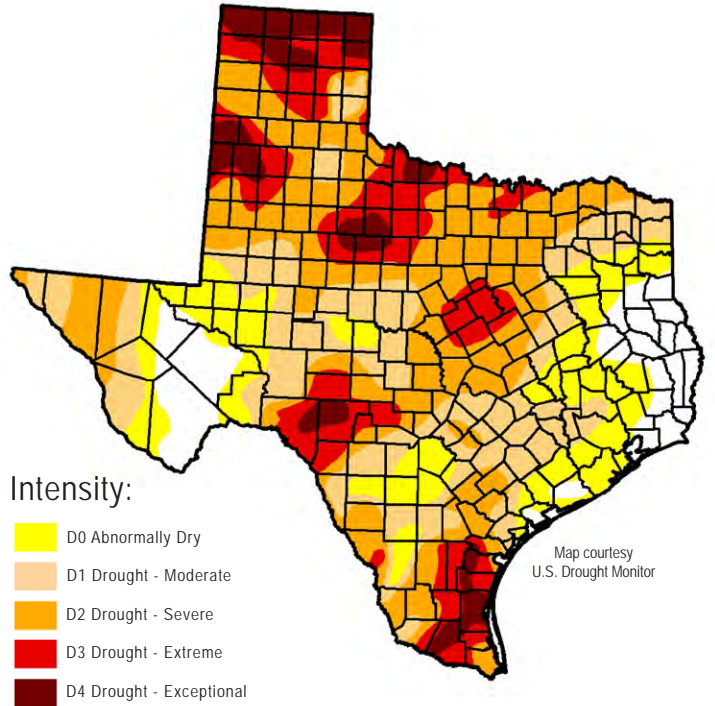 Intensity:
D0 Abnormally Dry
D1 Drought - Moderate
D2 Drought - Severe
D3 Drought - Extreme
D4 Drought - Exceptional
Map courtesy
U.S. Drought Monitor